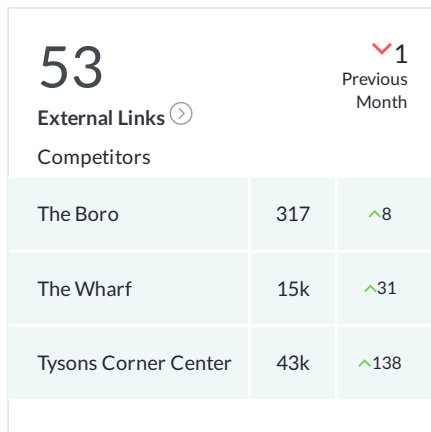 53
1
Previous
Month
External Links
Competitors
The Boro 317 8
The Wharf 15k 31
Tysons Corner Center 43k 138